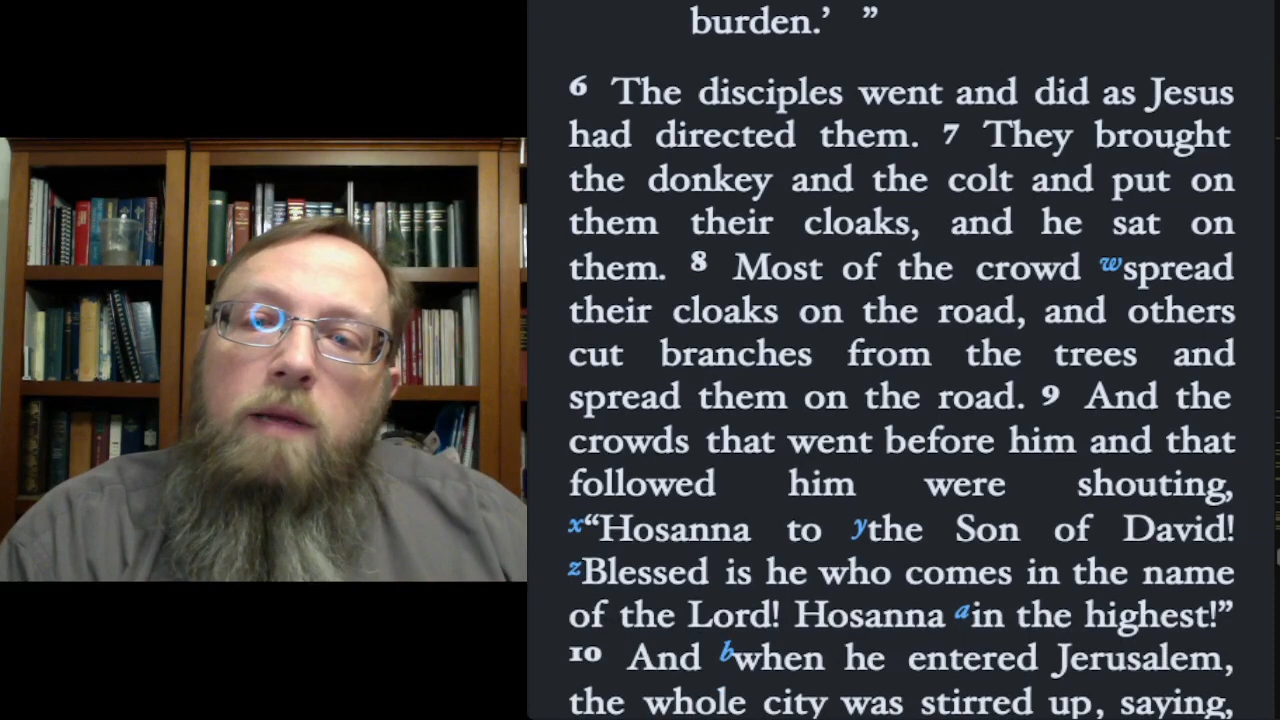 burden.’ ”
6 The disciples went and did as Jesus
had directed them. 7 They brought
the donkey and the colt and put on
them their cloaks, and he sat on
them. 8 Most of the crowd wspread
their cloaks on the road, and others
cut branches from the trees and
spread them on the road. 9 And the
crowds that went before him and that
followed him were shouting,
x“Hosanna to ythe Son of David!
zBlessed is he who comes in the name
of the Lord! Hosanna ain the highest!”
10 And bwhen he entered Jerusalem,
the whole city was stirred up, saying,